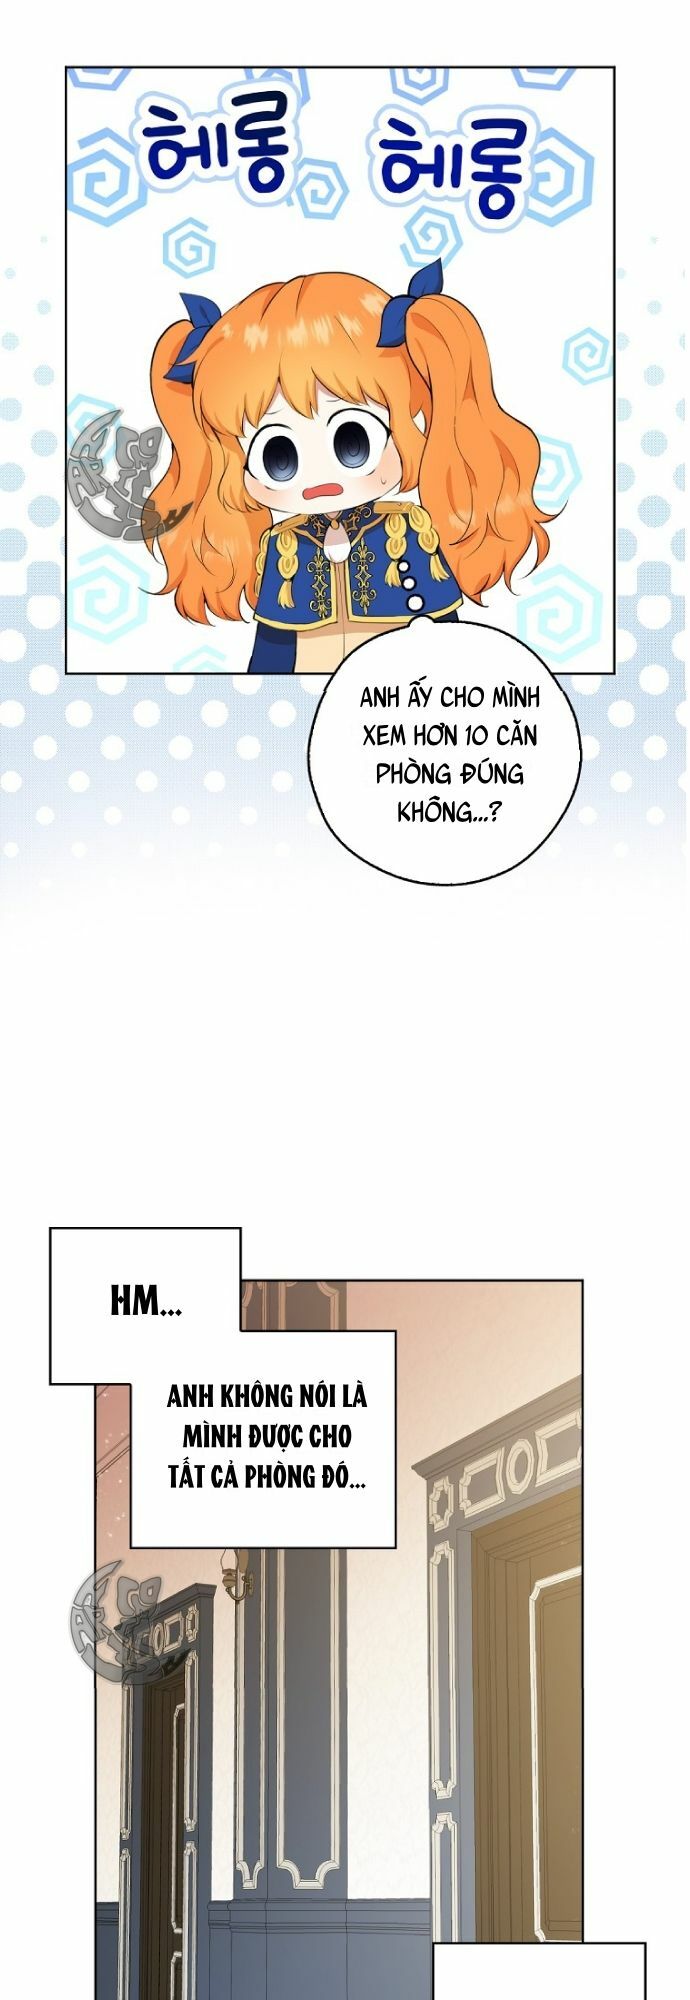 헤롱
헤롱
ANH ẤY CHO MÌNH
XEM HƠN 10 CĂN
PHÒNG ĐÚNG
KHÔNG...?
HM...
ANH KHÔNG NÓI LÀ
MÌNH ĐƯỢC CHO
TẤT CẢ PHÒNG ĐÓ...